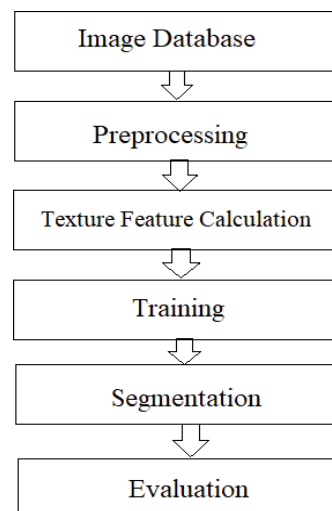 Image Database
Preprocessing
Texture Feature Calculation
Training
Segmentation
Evaluation